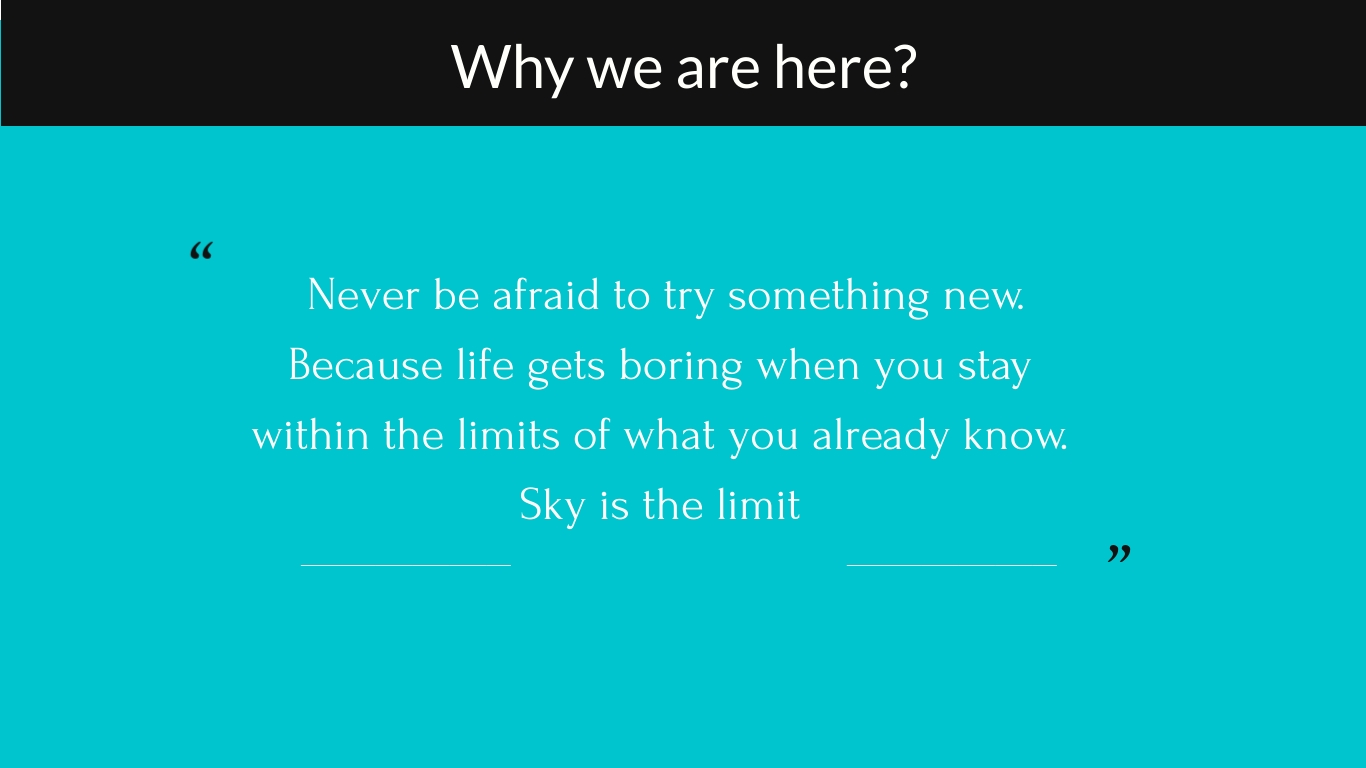 Why we are here?
“
Never be afraid to try something new.
Because life gets boring when you stay
within the limits of what you already know.
Sky is the limit
”